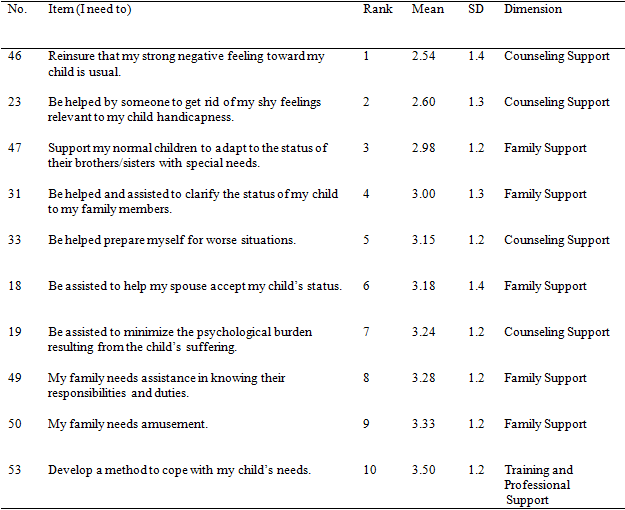 No. Item (I need to) Rank Mean SD Dimension
46 Reinsure that my strong negative feeling toward my 1 2.54 1.4 Counseling Support
child is usual.
23 Be helped by someone to get rid of my shy feelings 2 2.60 1.3 Counseling Support
relevant to my child handicapness.
47 Support my normal children to adapt to the status of 3 2.98 1.2 Family Support
their brothers/sisters with special needs.
31 Be helped and assisted to clarify the status of my child 4 3.00 1.3 Family Support
to my family members.
33 Be helped prepare myself for worse situations. 5 3.15 1.2 Counseling Support
18 Be assisted to help my spouse accept my child's status. 6 3.18 1.4 Family Support
19 Be assisted to minimize the psychological burden 7 3.24 1.2 Counseling Support
resulting from the child's suffering.
49 My family needs assistance in knowing their 8 3.28 1.2 Family Support
responsibilities and duties.
50 My family needs amusement. 9 3.33 1.2 Family Support
53 Develop a method to cope with my child's needs. 10 3.50 1.2 Training and
Professional
Support